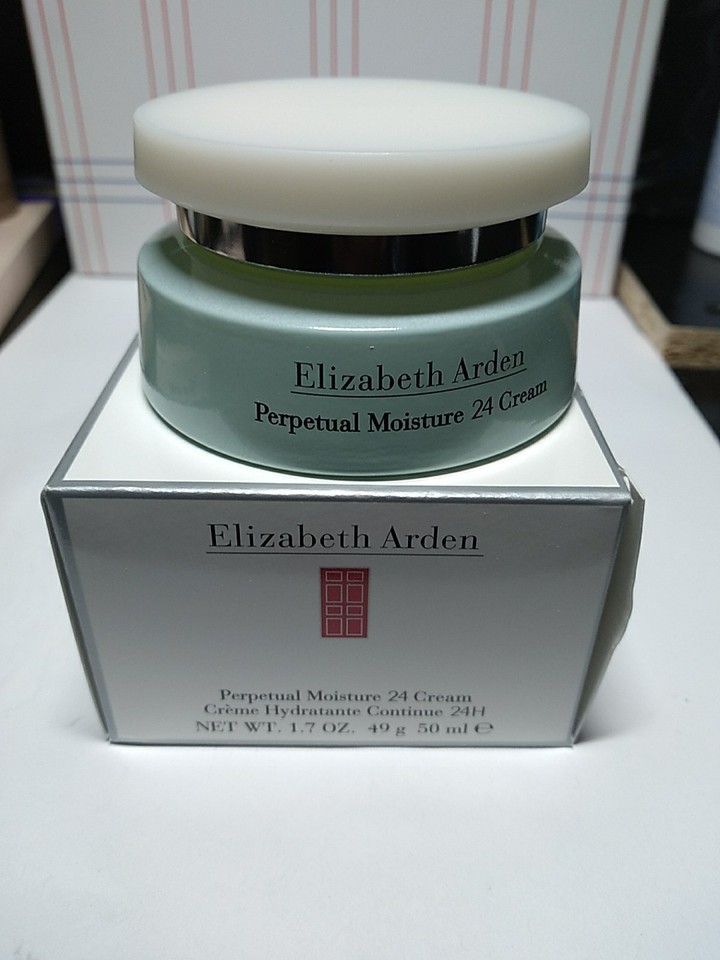 Elizabeth Arden
Perpetual Moisture 24 Cream
Elizabeth Arden
Perpetual Moisture 24 Cream
Crème Hydratante Continue 24H
NET WT. 1.7 OZ. 49 g 50 ml ℮